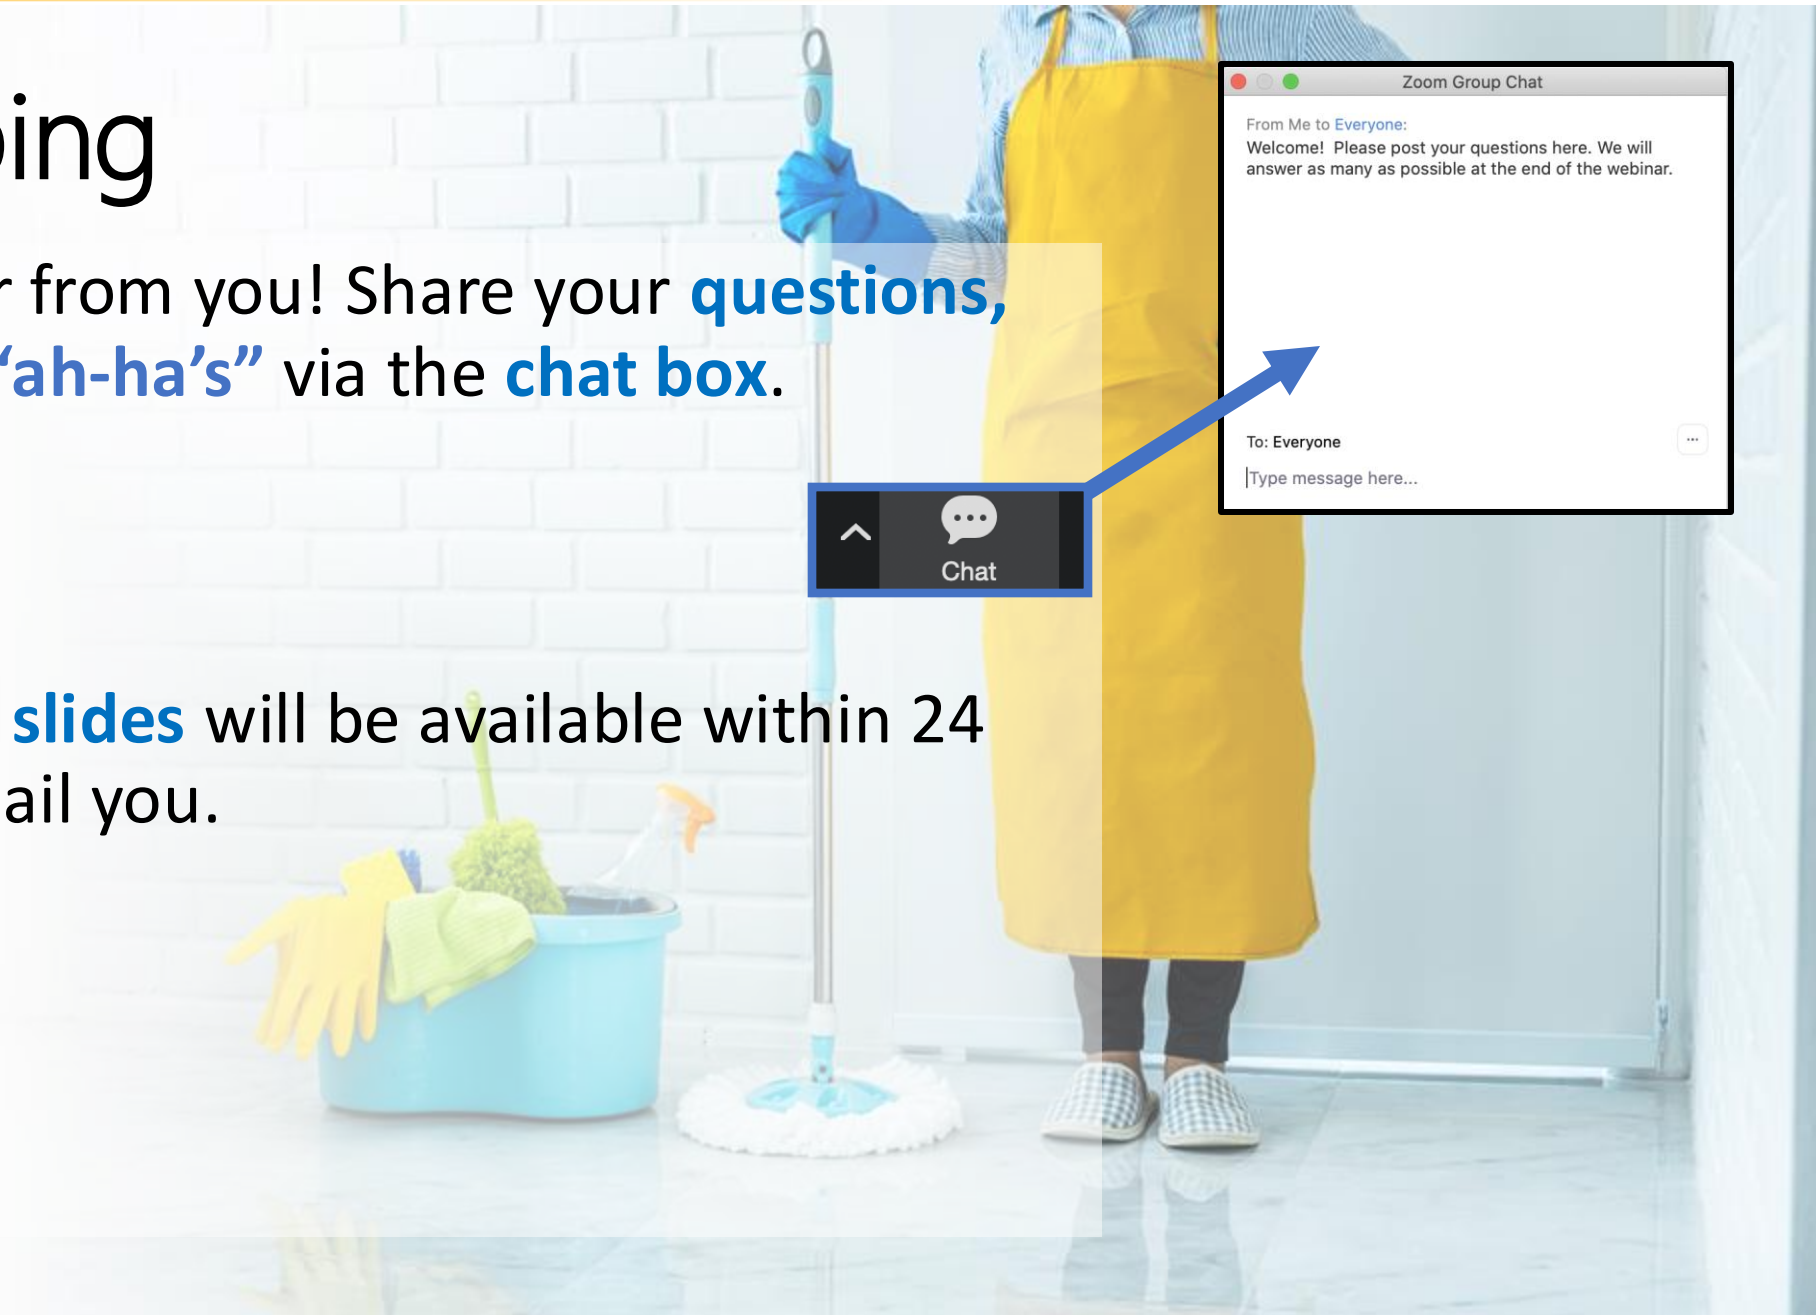 ping
r from you! Share your questions,
“ah-ha’s” via the chat box.
Chat
slides will be available within 24
ail you.
Zoom Group Chat
From Me to Everyone:
Welcome! Please post your questions here. We will
answer as many as possible at the end of the webinar.
To: Everyone
Type message here...